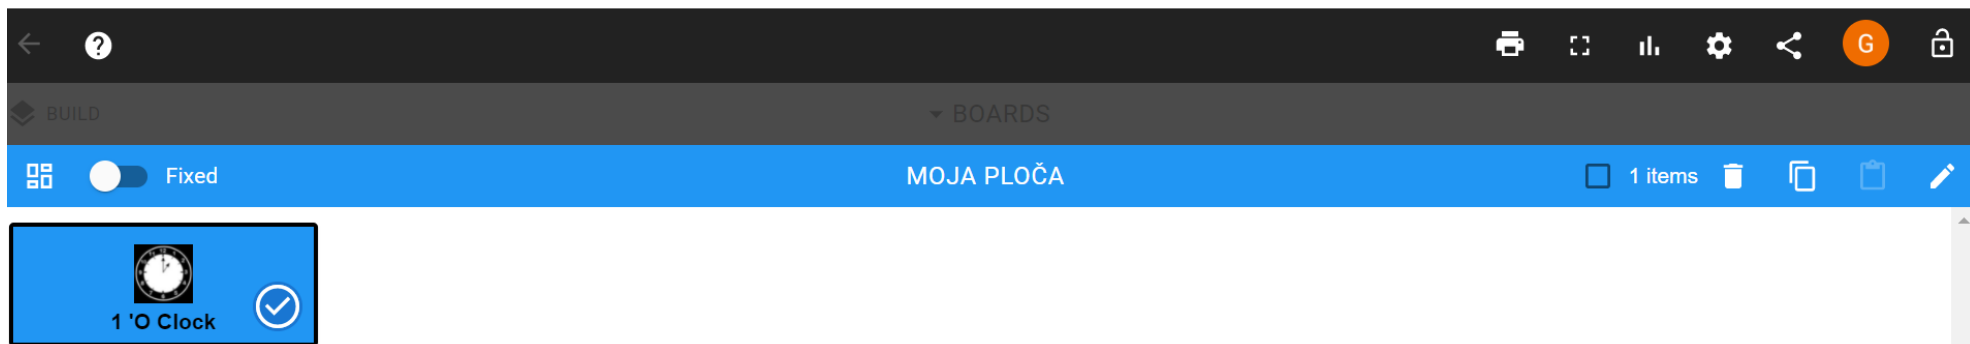 G
BUILD
BOARDS
Fixed
MOJA PLOČA
1 items
1 'O Clock